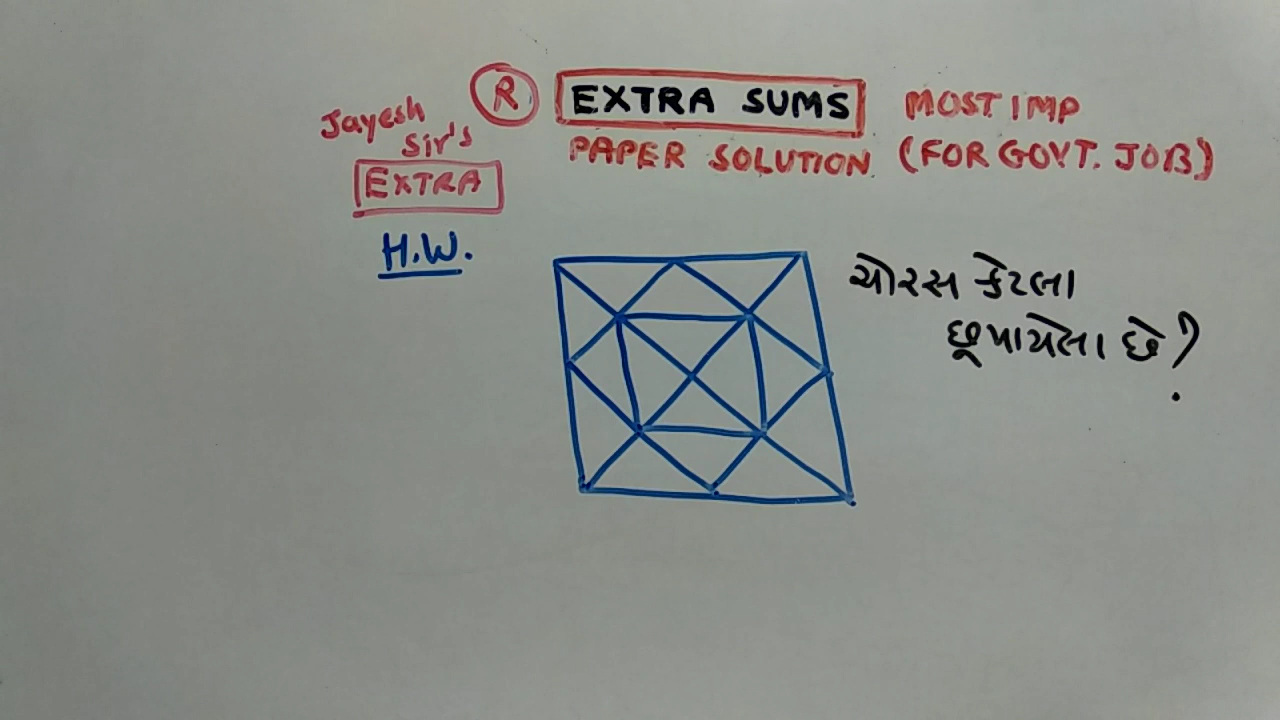 Jayesh
Sir's
EXTRA
H.W.
R EXTRA SUMS MOST IMP
PAPER SOLUTION (FOR GOVT. JOB)
ચોરસ કેટલા
છૂપાયેલા છે?